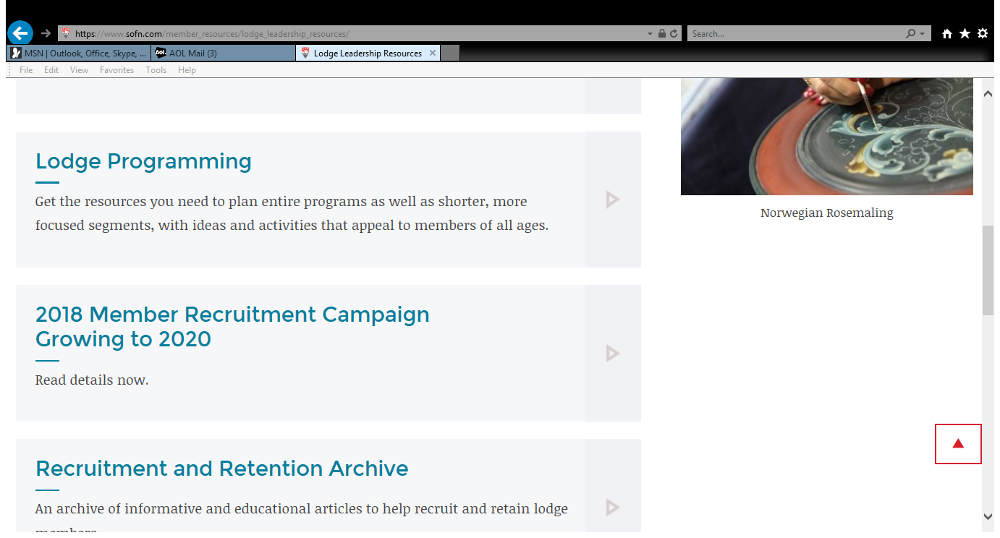 https://www.sofn.com/member_resources/lodge_leadership_resources/
Search...
MSN | Outlook, Office, Skype, ...
Aol. AOL Mail (3)
Lodge Leadership Resources
File Edit View Favorites Tools Help
Lodge Programming
Get the resources you need to plan entire programs as well as shorter, more
focused segments, with ideas and activities that appeal to members of all ages.
Norwegian Rosemaling
2018 Member Recruitment Campaign
Growing to 2020
Read details now.
Recruitment and Retention Archive
An archive of informative and educational articles to help recruit and retain lodge
members